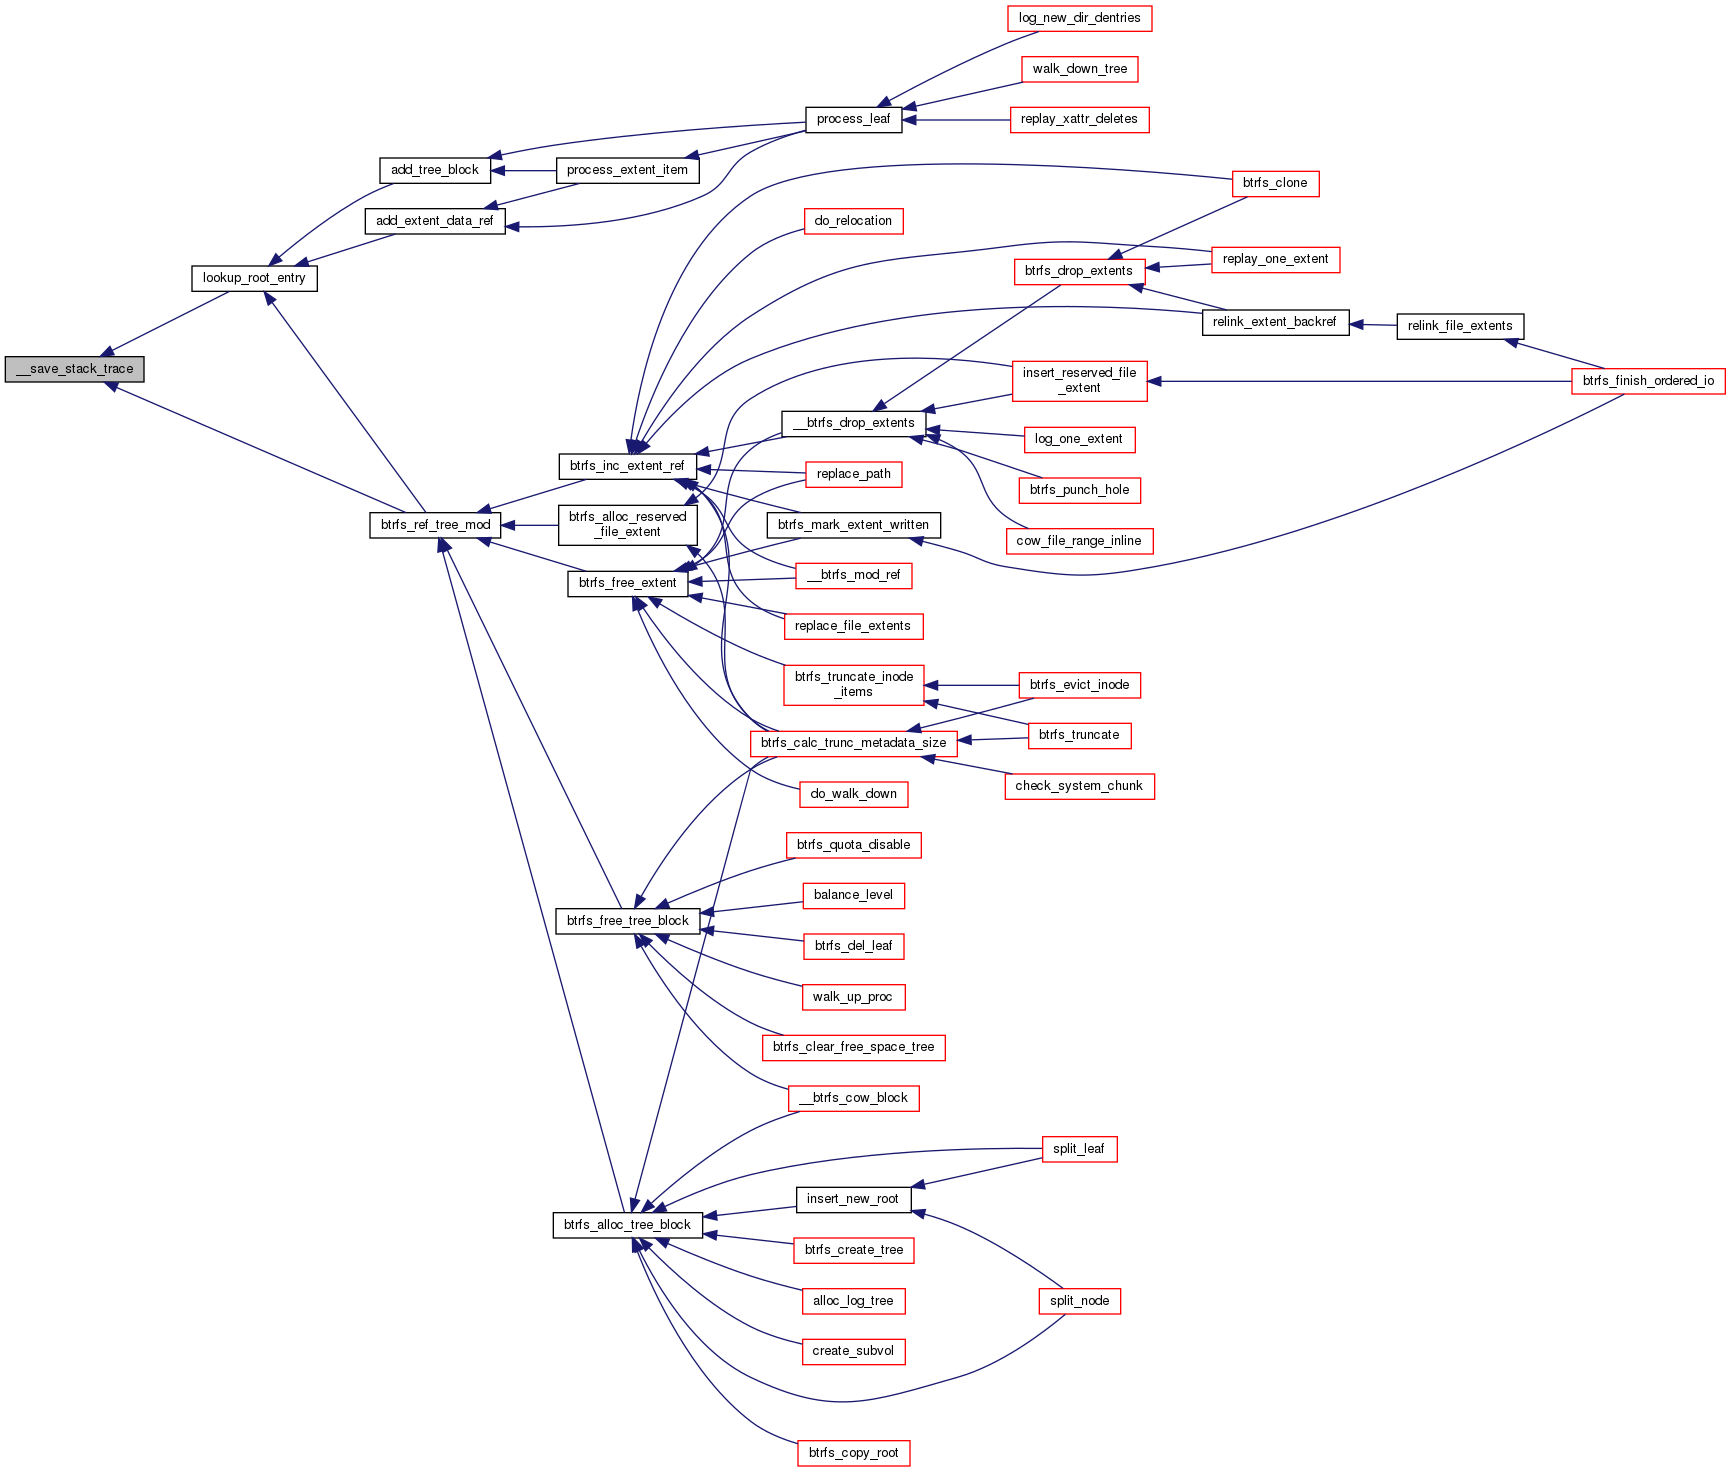 log_new_dir_dentries
walk_down_tree
process_leaf
replay_xattr_deletes
add_tree_block
process_extent_item
btrfs_clone
add_extent_data_ref
do_relocation
lookup_root_entry
btrfs_drop_extents
replay_one_extent
relink_extent_backref
relink_file_extents
__save_stack_trace
insert_reserved_file
_extent
btrfs_finish_ordered_io
__btrfs_drop_extents
log_one_extent
btrfs_inc_extent_ref
replace_path
btrfs_punch_hole
btrfs_ref_tree_mod
btrfs_alloc_reserved
_file_extent
btrfs_mark_extent_written
cow_file_range_inline
btrfs_free_extent
__btrfs_mod_ref
replace_file_extents
btrfs_truncate_inode
_items
btrfs_evict_inode
btrfs_calc_trunc_metadata_size
btrfs_truncate
do_walk_down
check_system_chunk
btrfs_quota_disable
balance_level
btrfs_free_tree_block
btrfs_del_leaf
walk_up_proc
btrfs_clear_free_space_tree
__btrfs_cow_block
split_leaf
insert_new_root
btrfs_alloc_tree_block
btrfs_create_tree
alloc_log_tree
split_node
create_subvol
btrfs_copy_root